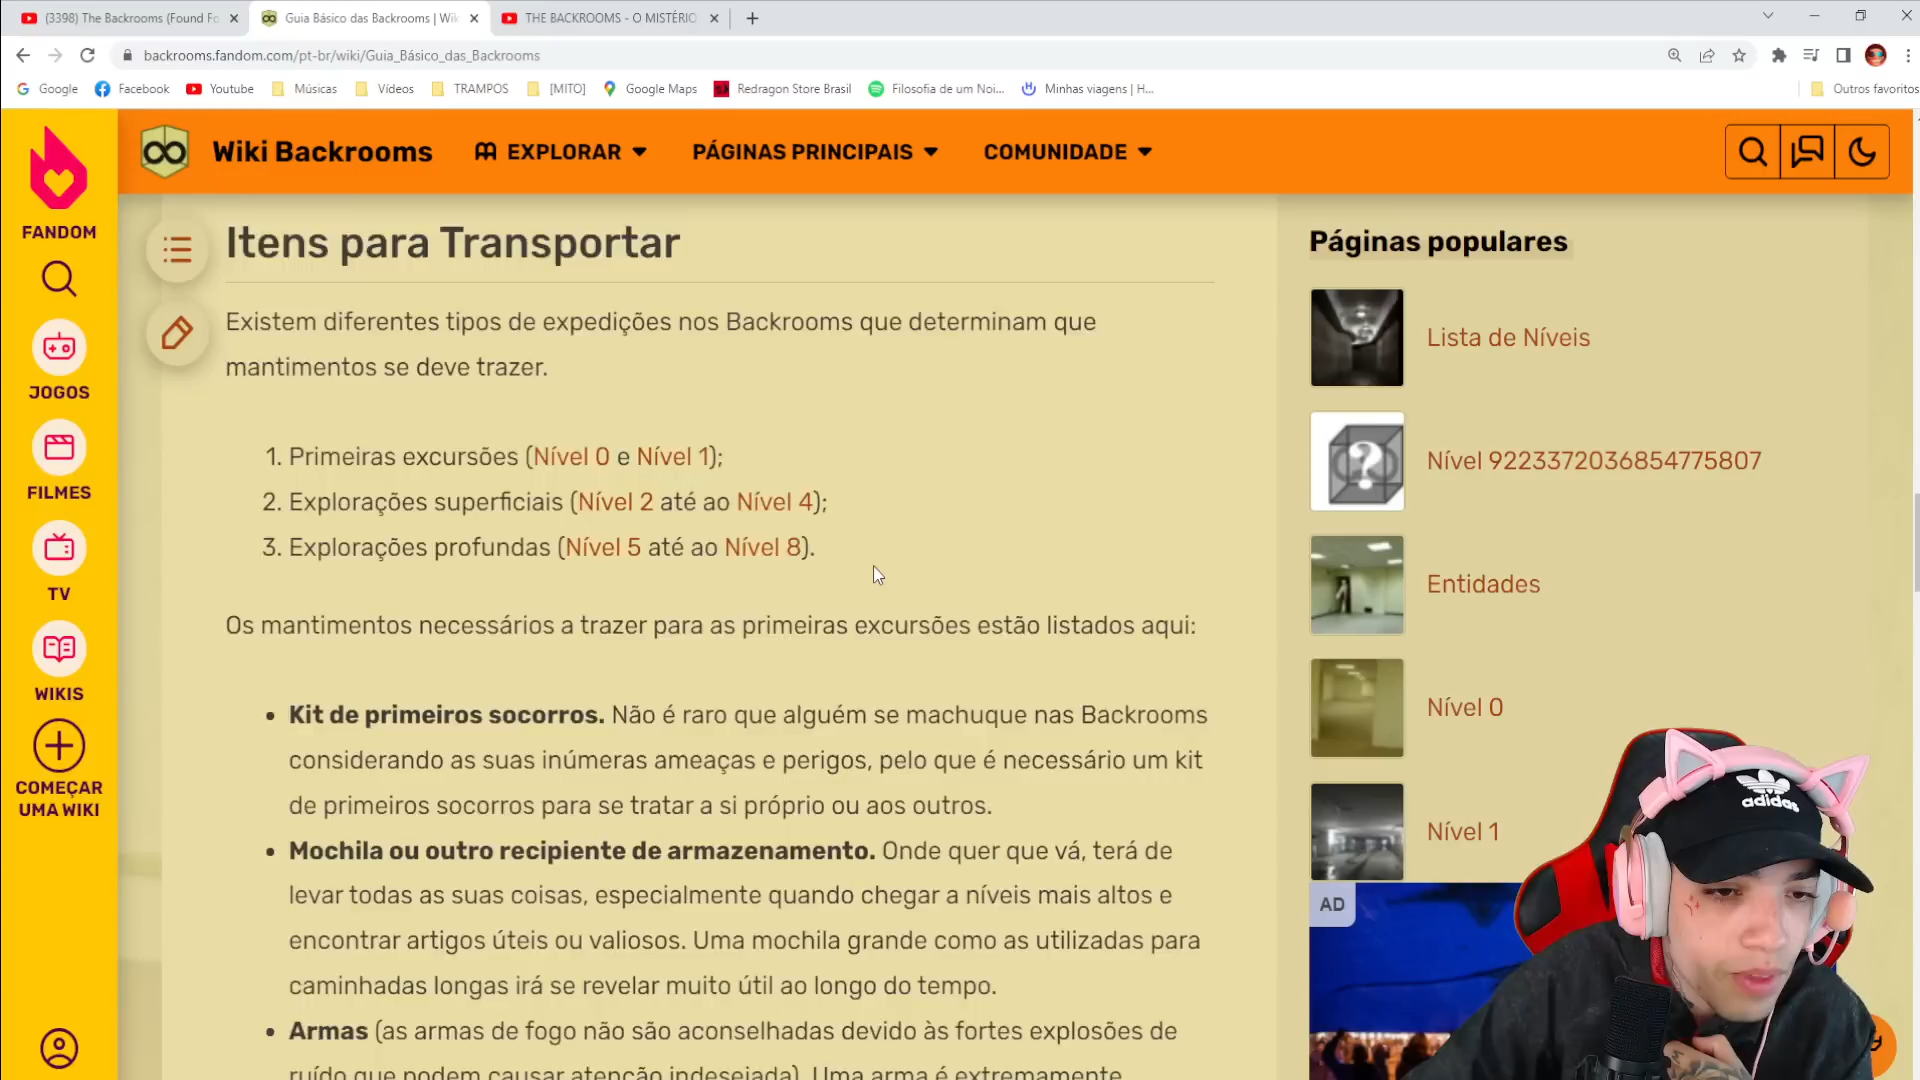 (3398) The Backrooms (Found Fo
Guia Básico das Backrooms | Wik
THE BACKROOMS - O MISTÉRIO
backrooms.fandom.com/pt-br/wiki/Guia_Básico_das_Backrooms
Google
Facebook
Youtube
Músicas
Vídeos
TRAMPOS
[MITO]
Google Maps
Redragon Store Brasil
Filosofia de um Noi...
Minhas viagens | H...
Outros favoritos
FANDOM
JOGOS
FILMES
TV
WIKIS
COMEÇAR
UMA WIKI
Wiki Backrooms
EXPLORAR
PÁGINAS PRINCIPAIS
COMUNIDADE
Itens para Transportar
Existem diferentes tipos de expedições nos Backrooms que determinam que
mantimentos se deve trazer.
1. Primeiras excursões (Nível 0 e Nível 1);
2. Explorações superficiais (Nível 2 até ao Nível 4);
3. Explorações profundas (Nível 5 até ao Nível 8).
Os mantimentos necessários a trazer para as primeiras excursões estão listados aqui:
• Kit de primeiros socorros. Não é raro que alguém se machuque nas Backrooms
considerando as suas inúmeras ameaças e perigos, pelo que é necessário um kit
de primeiros socorros para se tratar a si próprio ou aos outros.
• Mochila ou outro recipiente de armazenamento. Onde quer que vá, terá de
levar todas as suas coisas, especialmente quando chegar a níveis mais altos e
encontrar artigos úteis ou valiosos. Uma mochila grande como as utilizadas para
caminhadas longas irá se revelar muito útil ao longo do tempo.
• Armas (as armas de fogo não são aconselhadas devido às fortes explosões de
ruído que podem causar atenção indesejada). Uma arma é extremamente
Páginas populares
Lista de Níveis
Nível 9223372036854775807
Entidades
Nível 0
Nível 1
AD
adidas